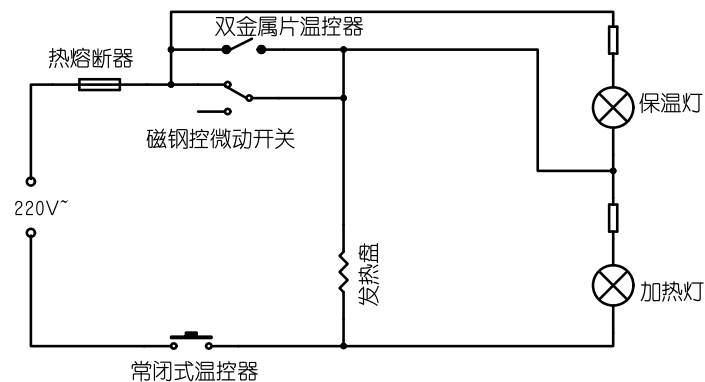 双金属片温控器
热熔断器
保温灯
磁钢控微动开关
220V~
发热盘
加热灯
常闭式温控器